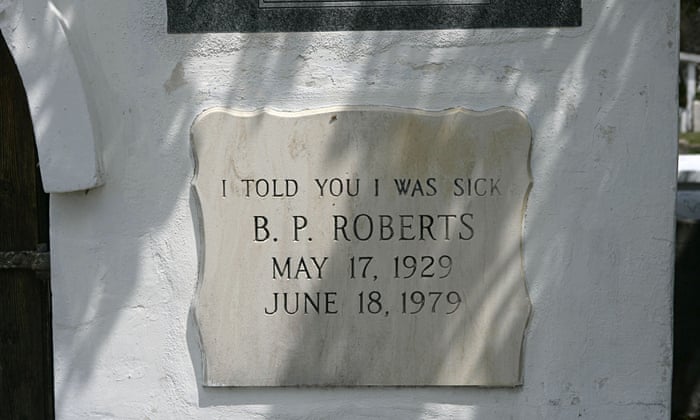 I TOLD YOU I WAS SICK
B. P. ROBERTS
MAY 17, 1929
JUNE 18, 1979